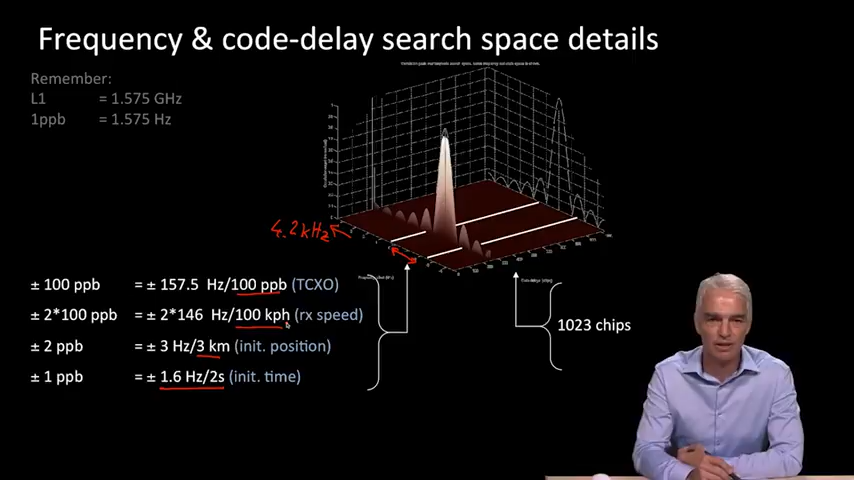 Frequency & code-delay search space details
Remember:
L1 = 1.575 GHz
1ppb = 1.575 Hz
4.2kHz
± 100 ppb = ± 157.5 Hz/100 ppb (TCXO)
± 2*100 ppb = ± 2*146 Hz/100 kph (rx speed)
± 2 ppb = ± 3 Hz/3 km (init. position)
± 1 ppb = ± 1.6 Hz/2s (init. time)
1023 chips